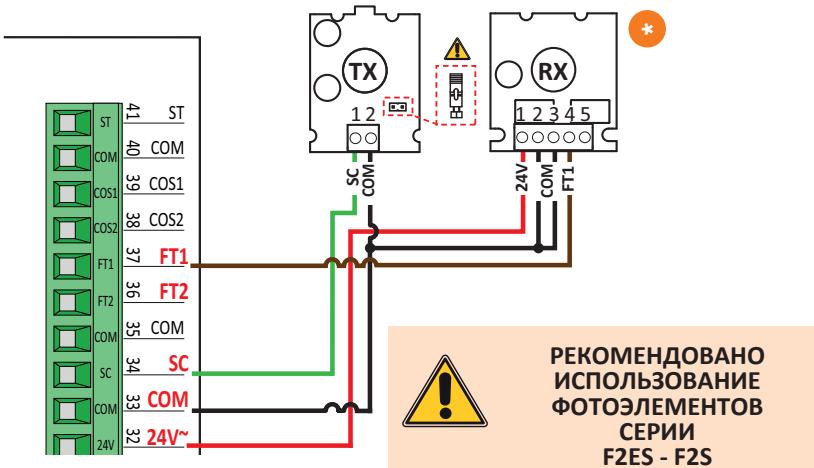 TX
1 2
SC
COM
*
RX
1 2 3 4 5
24V
COM
FT1
ST
41
ST
COM
40
COM
COS1
39
COS1
COS2
38
COS2
FT1
37
FT1
FT2
36
FT2
COM
35
COM
SC
34
SC
COM
33
COM
24V
32
24V~
РЕКОМЕНДОВАНО
ИСПОЛЬЗОВАНИЕ
ФОТОЭЛЕМЕНТОВ
СЕРИИ
F2ES - F2S